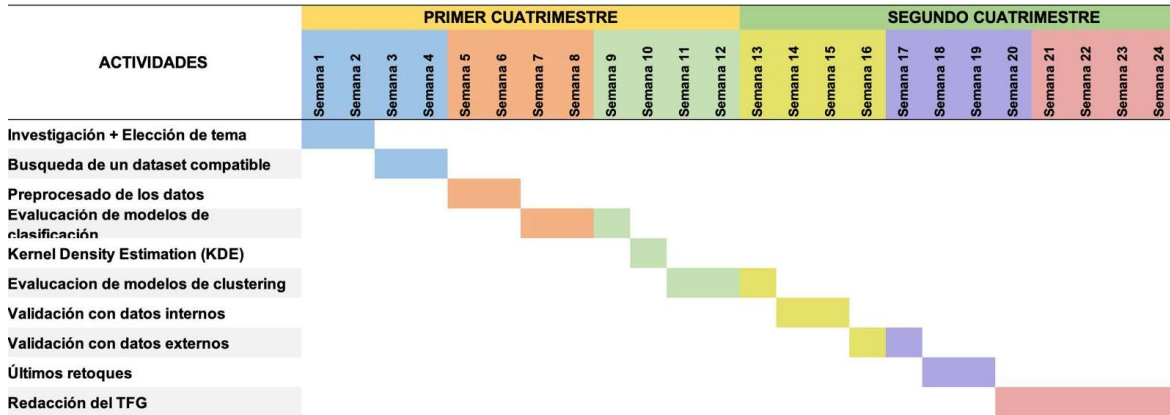 PRIMER CUATRIMESTRE SEGUNDO CUATRIMESTRE
ACTIVIDADES
Semana 1
Semana 2
Semana 3
Semana 4
Semana 5
Semana 6
Semana 7
Semana 8
Semana 9
Semana 10
Semana 11
Semana 12
Semana 13
Semana 14
Semana 15
Semana 16
Semana 17
Semana 18
Semana 19
Semana 20
Semana 21
Semana 22
Semana 23
Semana 24
Investigación + Elección de tema
Busqueda de un dataset compatible
Preprocesado de los datos
Evalucación de modelos de
clasificación
Kernel Density Estimation (KDE)
Evaluacion de modelos de clustering
Validación con datos internos
Validación con datos externos
Últimos retoques
Redacción del TFG